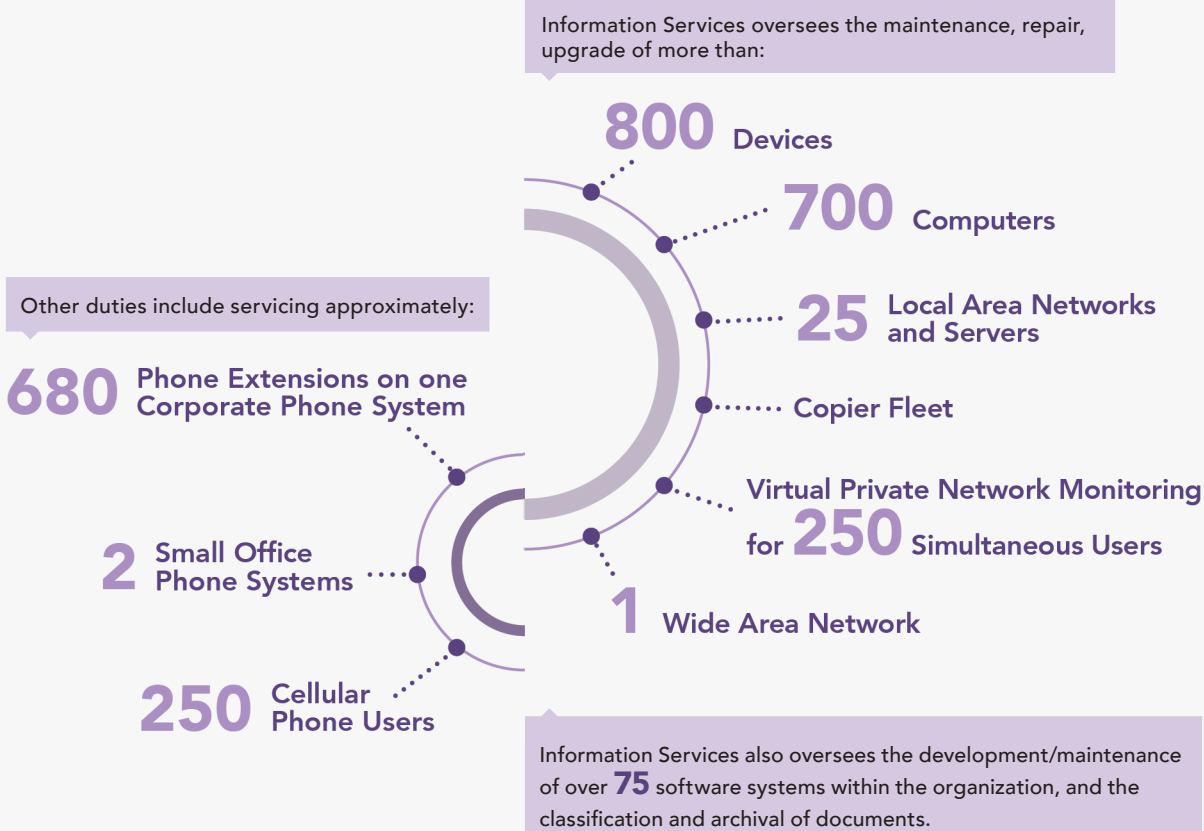 Information Services oversees the maintenance, repair,
upgrade of more than:
800 Devices
700 Computers
25 Local Area Networks
and Servers
Copier Fleet
Virtual Private Network Monitoring
for 250 Simultaneous Users
1 Wide Area Network
Other duties include servicing approximately:
680 Phone Extensions on one
Corporate Phone System
2 Small Office
Phone Systems
250 Cellular
Phone Users
Information Services also oversees the development/maintenance
of over 75 software systems within the organization, and the
classification and archival of documents.